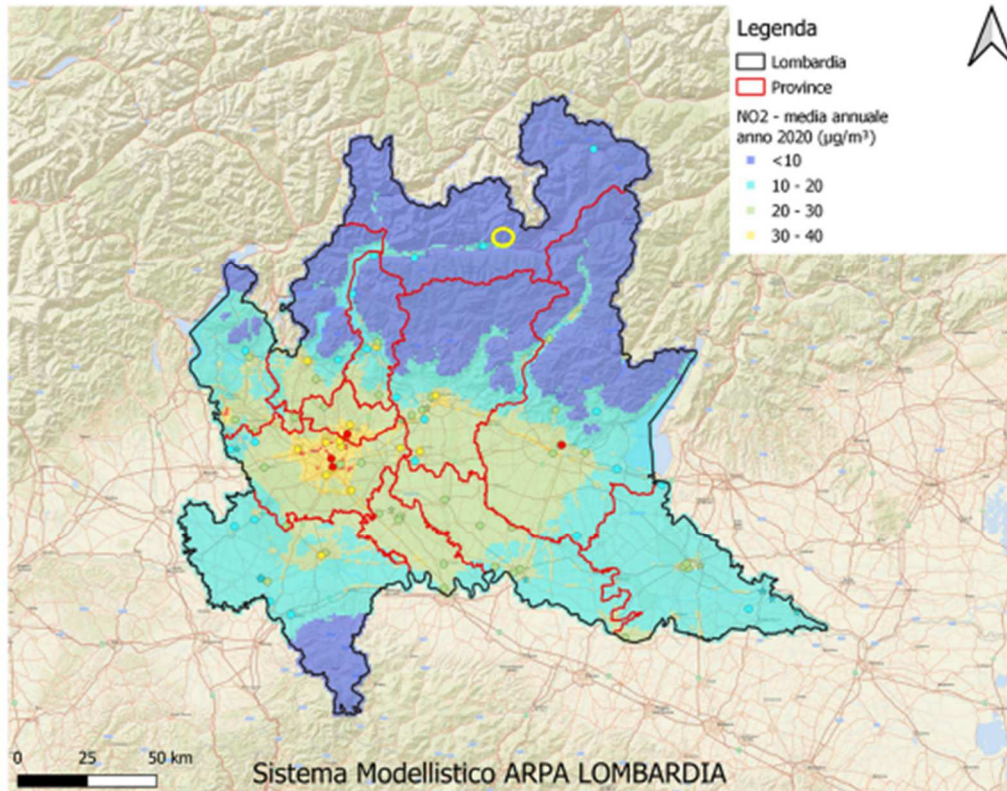 Legenda
Lombardia
Province
NO2 - media annuale
anno 2020 (µg/m³)
<10
10 - 20
20 - 30
30 - 40
0 25 50 km
Sistema Modellistico ARPA LOMBARDIA